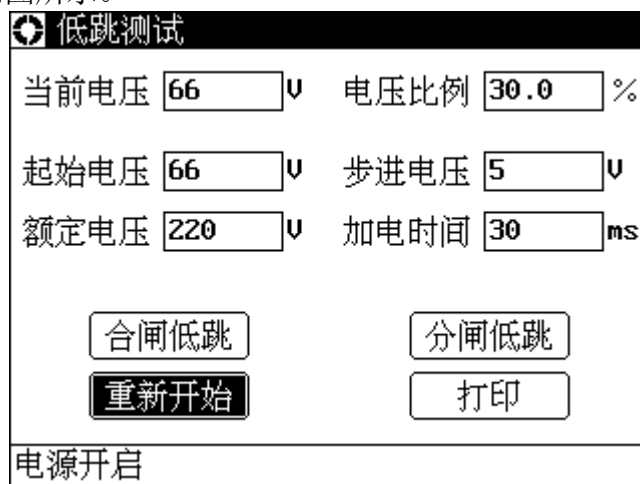 低跳测试
当前电压 66 V 电压比例 30.0 %
起始电压 66 V 步进电压 5 V
额定电压 220 V 加电时间 30 ms
合闸低跳 分闸低跳
重新开始 打印
电源开启